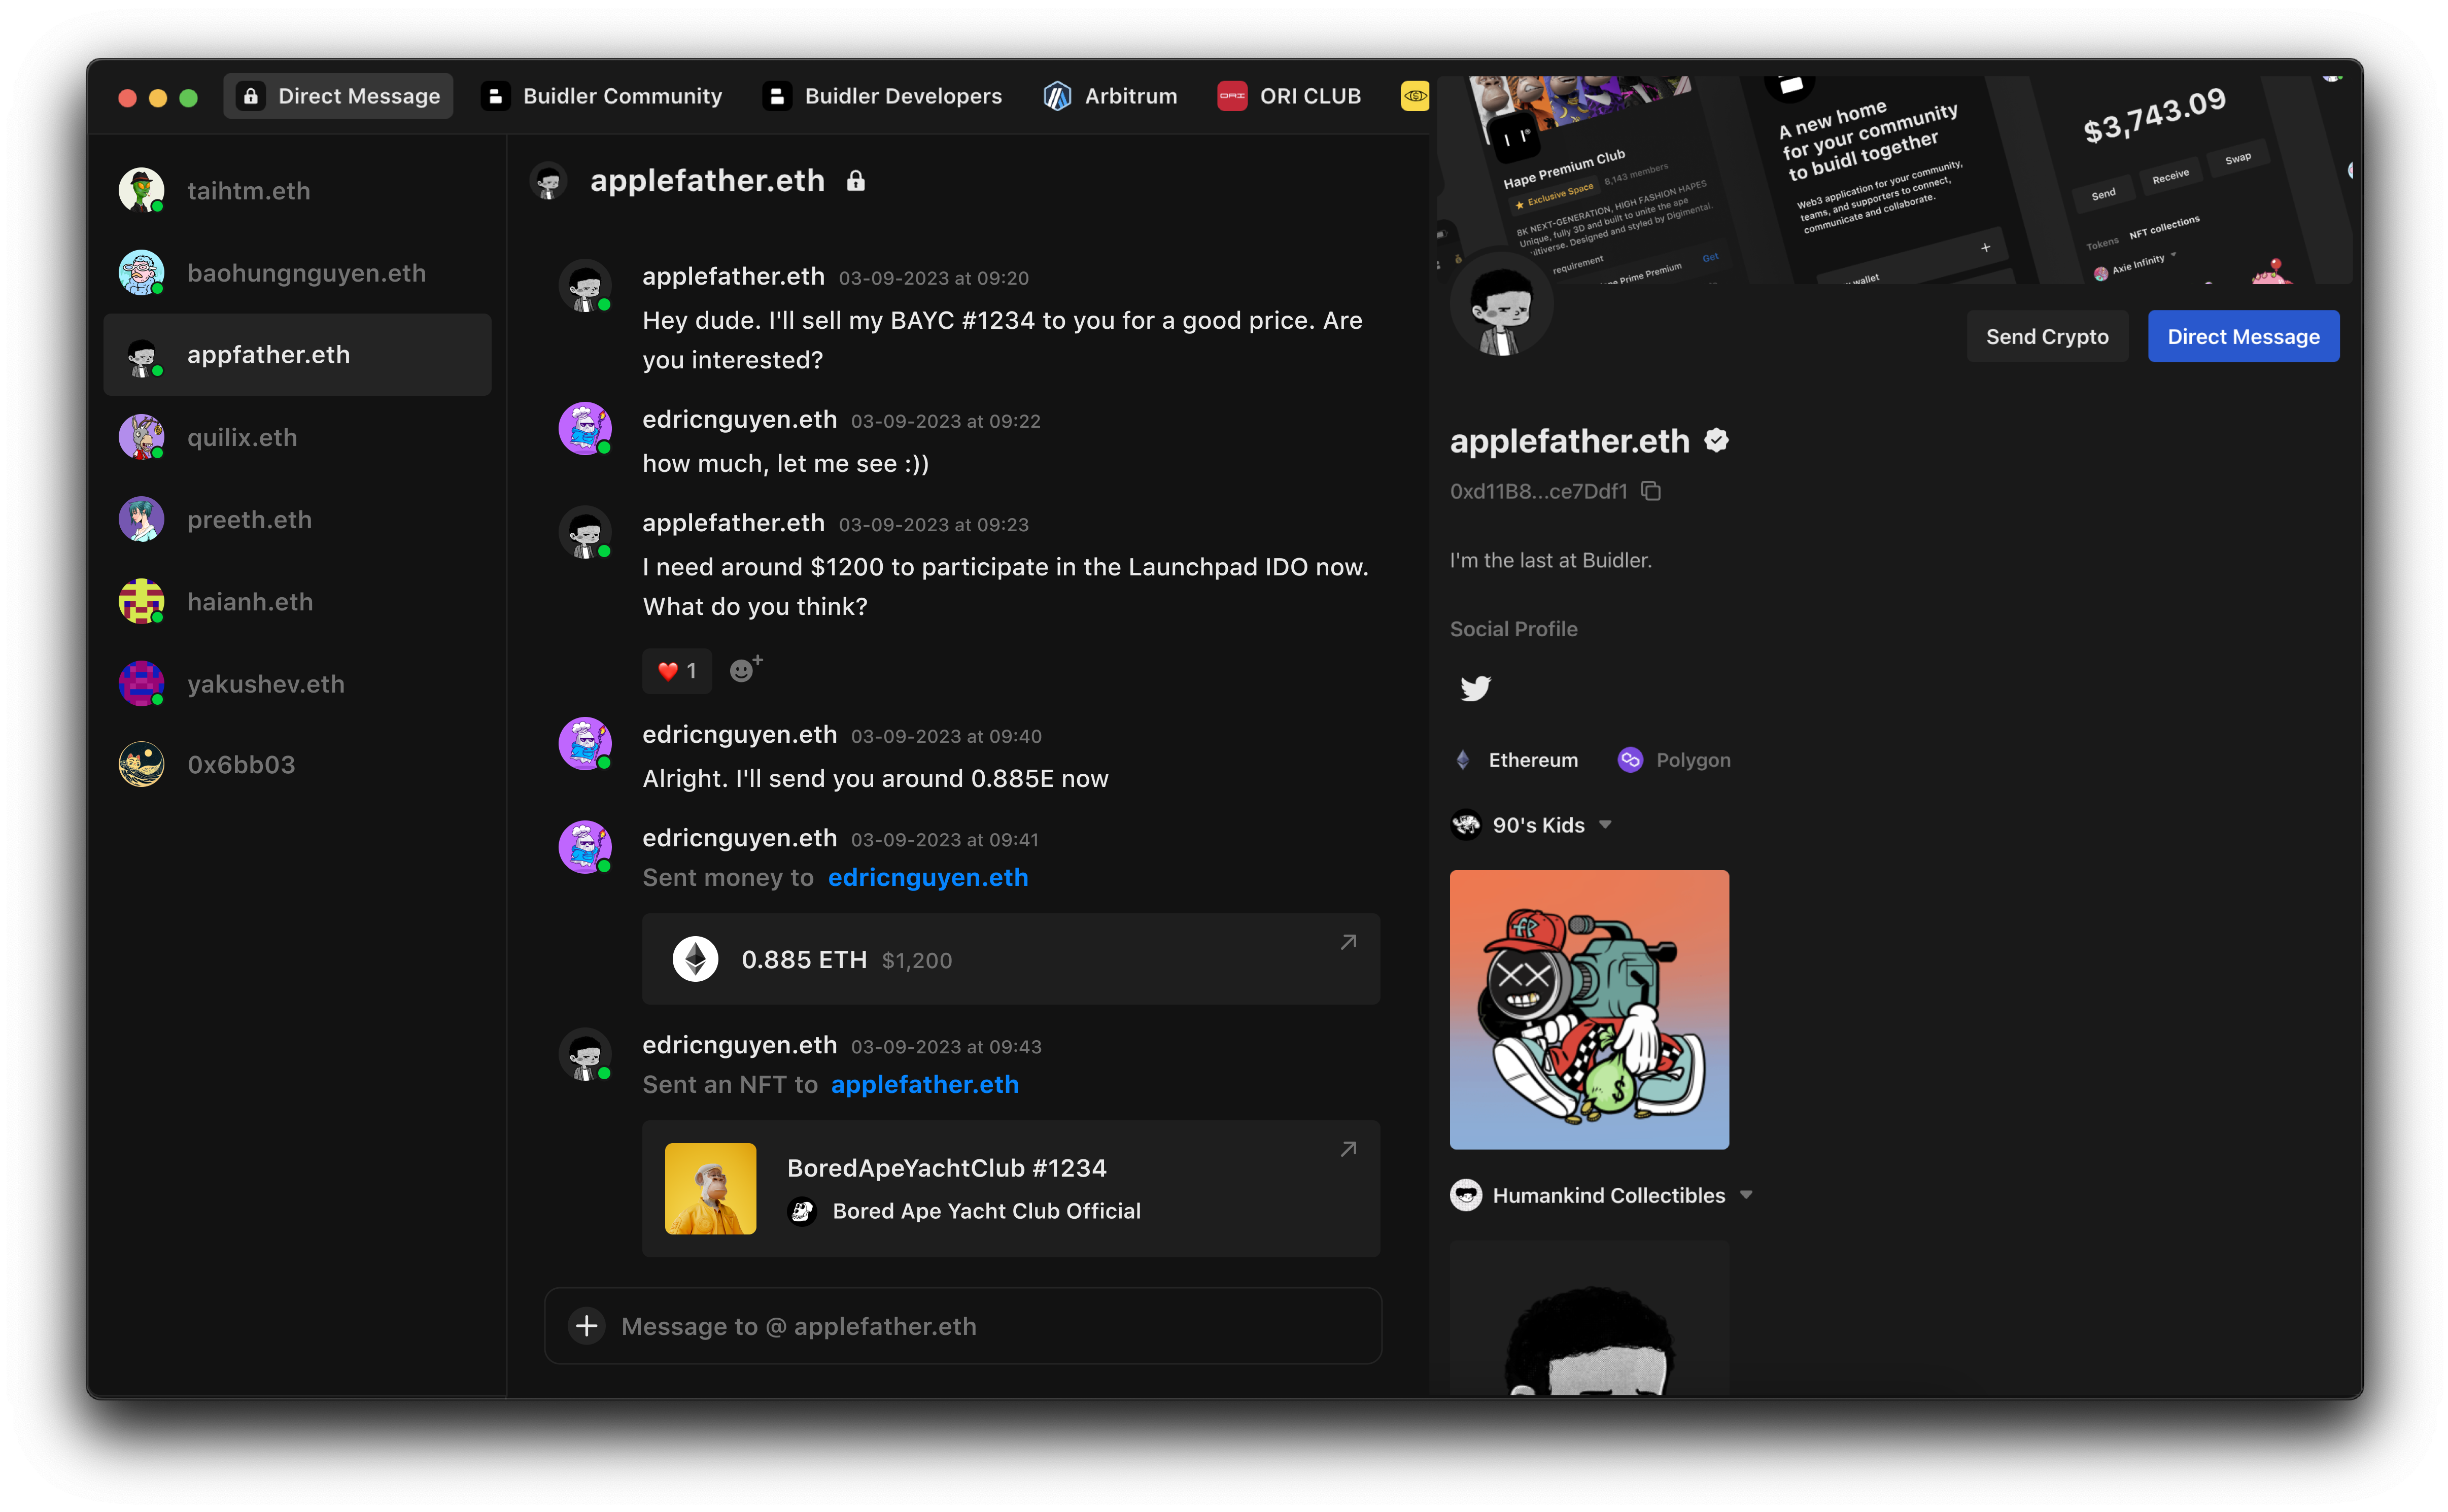 Direct Message
Buidler Community
Buidler Developers
Arbitrum
ORI
ORI CLUB
taihtm.eth
baohungnguyen.eth
appfather.eth
quilix.eth
preeth.eth
haianh.eth
yakushev.eth
0x6bb03
applefather.eth
applefather.eth 03-09-2023 at 09:20
Hey dude. I'll sell my BAYC #1234 to you for a good price. Are
you interested?
edricnguyen.eth 03-09-2023 at 09:22
how much, let me see :))
applefather.eth 03-09-2023 at 09:23
I need around $1200 to participate in the Launchpad IDO now.
What do you think?
1
edricnguyen.eth 03-09-2023 at 09:40
Alright. I'll send you around 0.885E now
edricnguyen.eth 03-09-2023 at 09:41
Sent money to edricnguyen.eth
0.885 ETH $1,200
edricnguyen.eth 03-09-2023 at 09:43
Sent an NFT to applefather.eth
BoredApeYachtClub #1234
Bored Ape Yacht Club Official
Message to @ applefather.eth
Hape Premium Club
Exclusive Space 8,143 members
8K NEXT-GENERATION, HIGH FASHION HAPES
Unique, fully 3D and built to unite the ape
Designed and styled by Digimental.
requirement
Prime Premium
Get
A new home
for your community
to buidl together
Web3 application for your community,
teams, and supporters to connect,
communicate and collaborate.
wallet
$3,743.09
Send
Receive
Swap
Tokens
NFT collections
Axie Infinity
Send Crypto
Direct Message
applefather.eth
0xd11B8...ce7Ddf1
I'm the last at Buidler.
Social Profile
Ethereum
Polygon
90's Kids
Humankind Collectibles